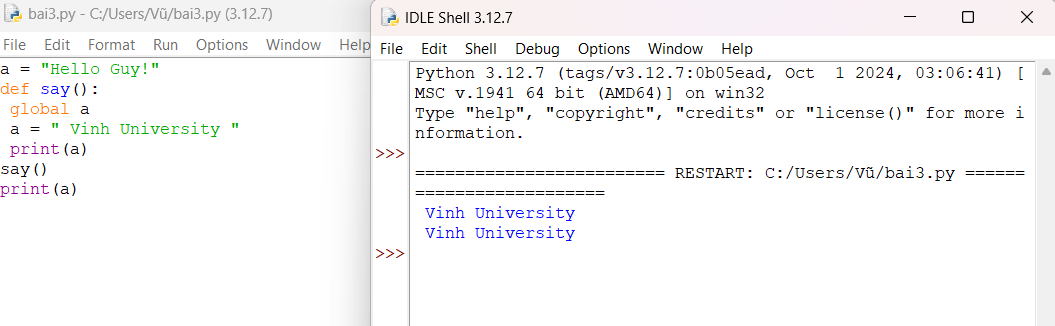 bai3.py - C:/Users/Vũ/bai3.py (3.12.7)
File Edit Format Run Options Window Help
a = "Hello Guy!"
def say():
 global a
 a = " Vinh University "
 print(a)
say()
print(a)
IDLE Shell 3.12.7
File Edit Shell Debug Options Window Help
Python 3.12.7 (tags/v3.12.7:0b05ead, Oct  1 2024, 03:06:41) [
MSC v.1941 64 bit (AMD64)] on win32
Type "help", "copyright", "credits" or "license()" for more i
nformation.
>>>
========================= RESTART: C:/Users/Vũ/bai3.py ======
===================
 Vinh University
 Vinh University
>>>